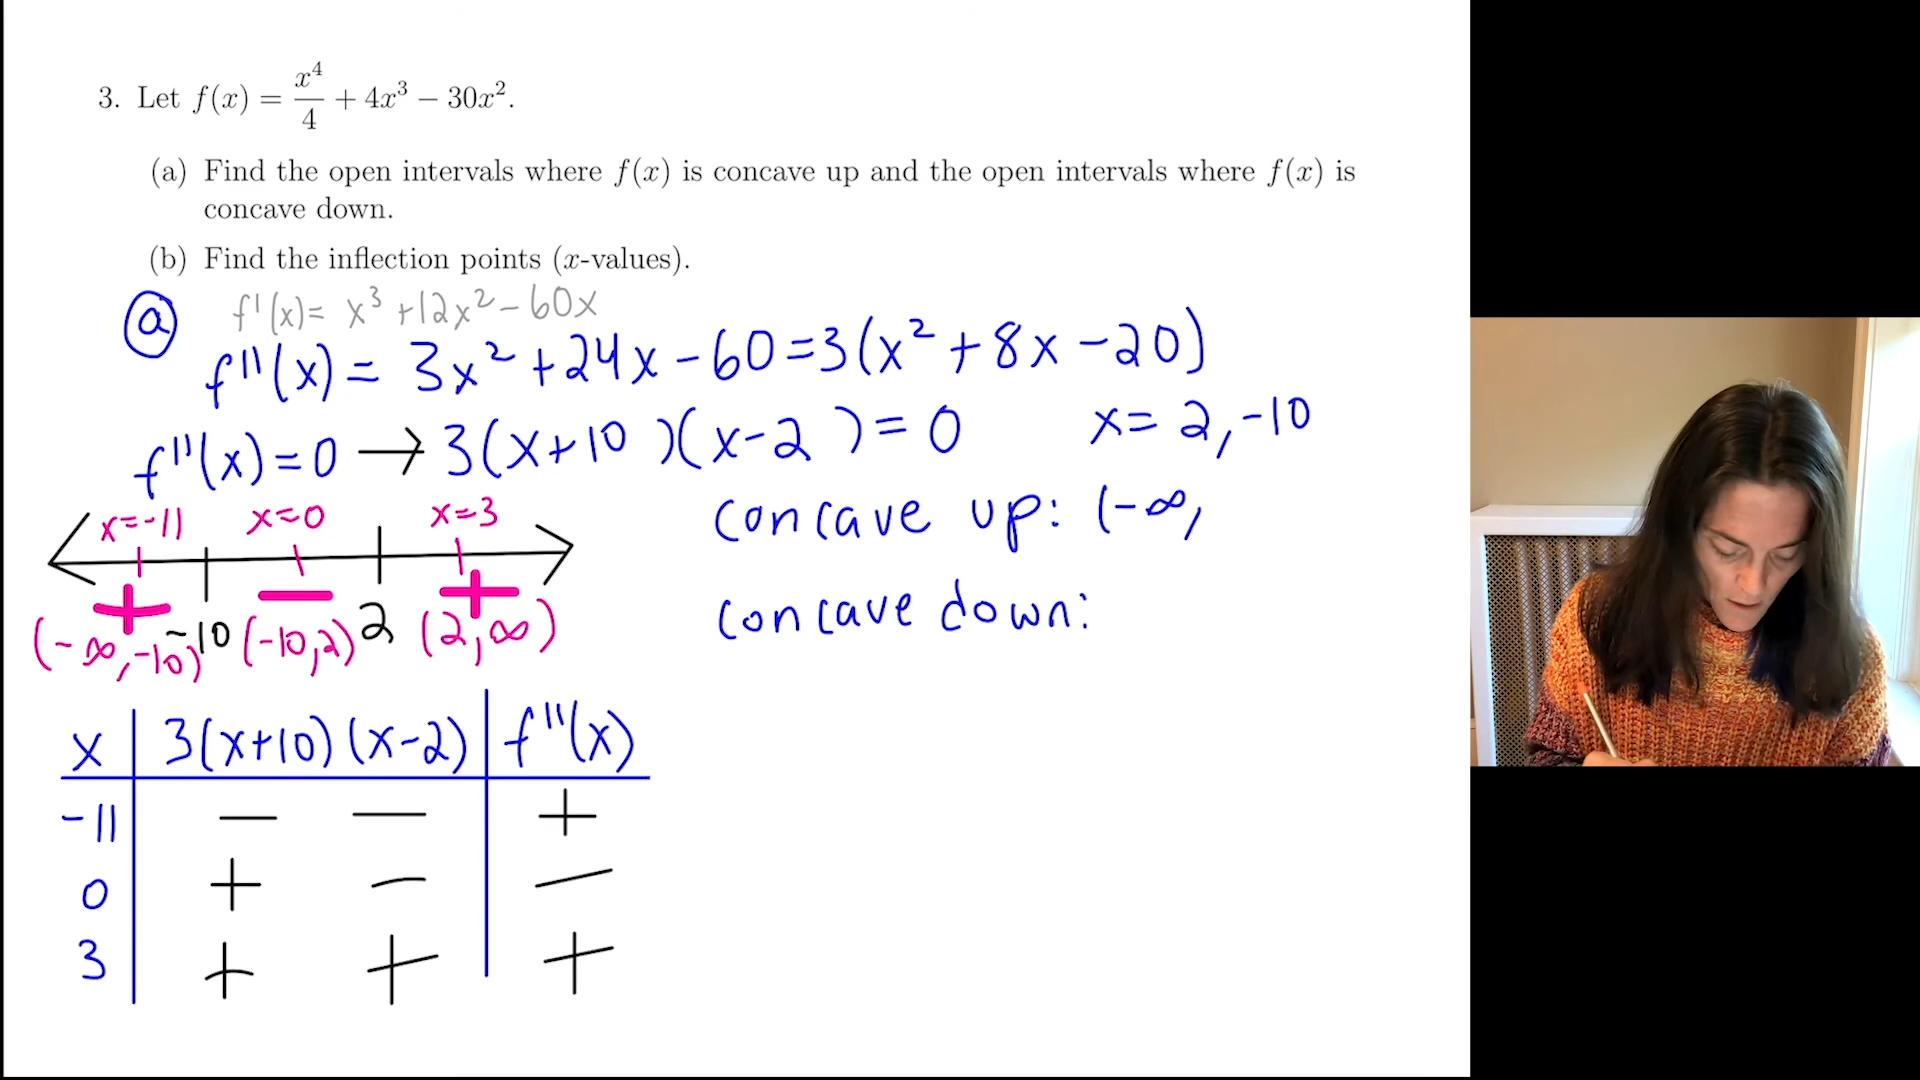 3. Let f(x) = x⁴/4 + 4x³ − 30x².
(a) Find the open intervals where f(x) is concave up and the open intervals where f(x) is
concave down.
(b) Find the inflection points (x-values).
ⓐ f'(x)= x³ +12x² − 60x
f''(x) = 3x² +24x − 60 = 3(x² + 8x − 20)
f''(x) = 0 → 3(x+10)(x−2) = 0 x = 2, −10
x=-11 x=0 x=3
concave up: (-∞,
+ − +
(-∞,-10) -10 (-10,2) 2 (2,∞)
concave down:
x 3(x+10)(x-2) f''(x)
-11 − − +
0 + − −
3 + + +